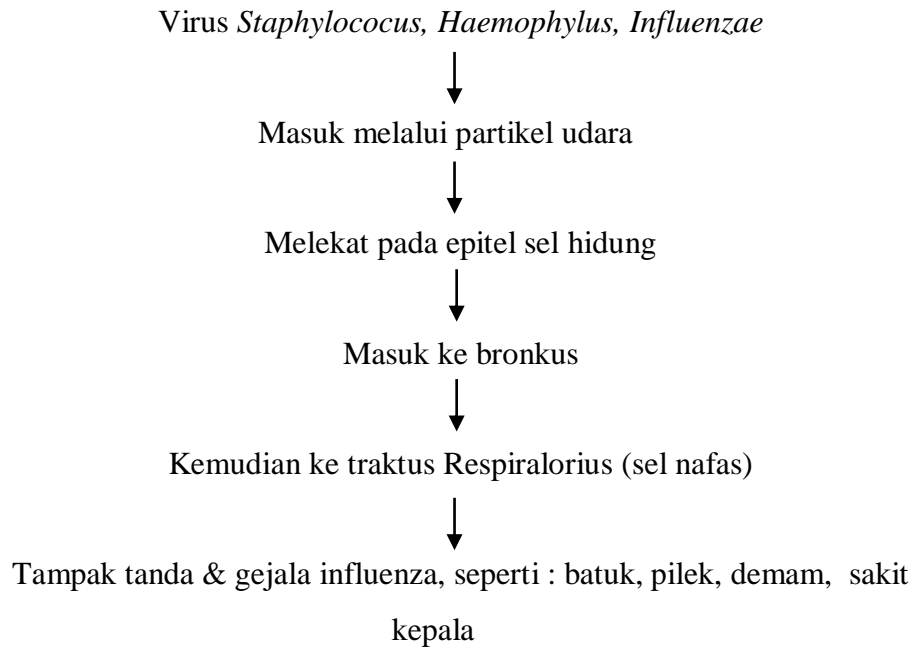 Virus Staphylococus, Haemophylus, Influenzae
Masuk melalui partikel udara
Melekat pada epitel sel hidung
Masuk ke bronkus
Kemudian ke traktus Respiralorius (sel nafas)
Tampak tanda & gejala influenza, seperti : batuk, pilek, demam, sakit
kepala